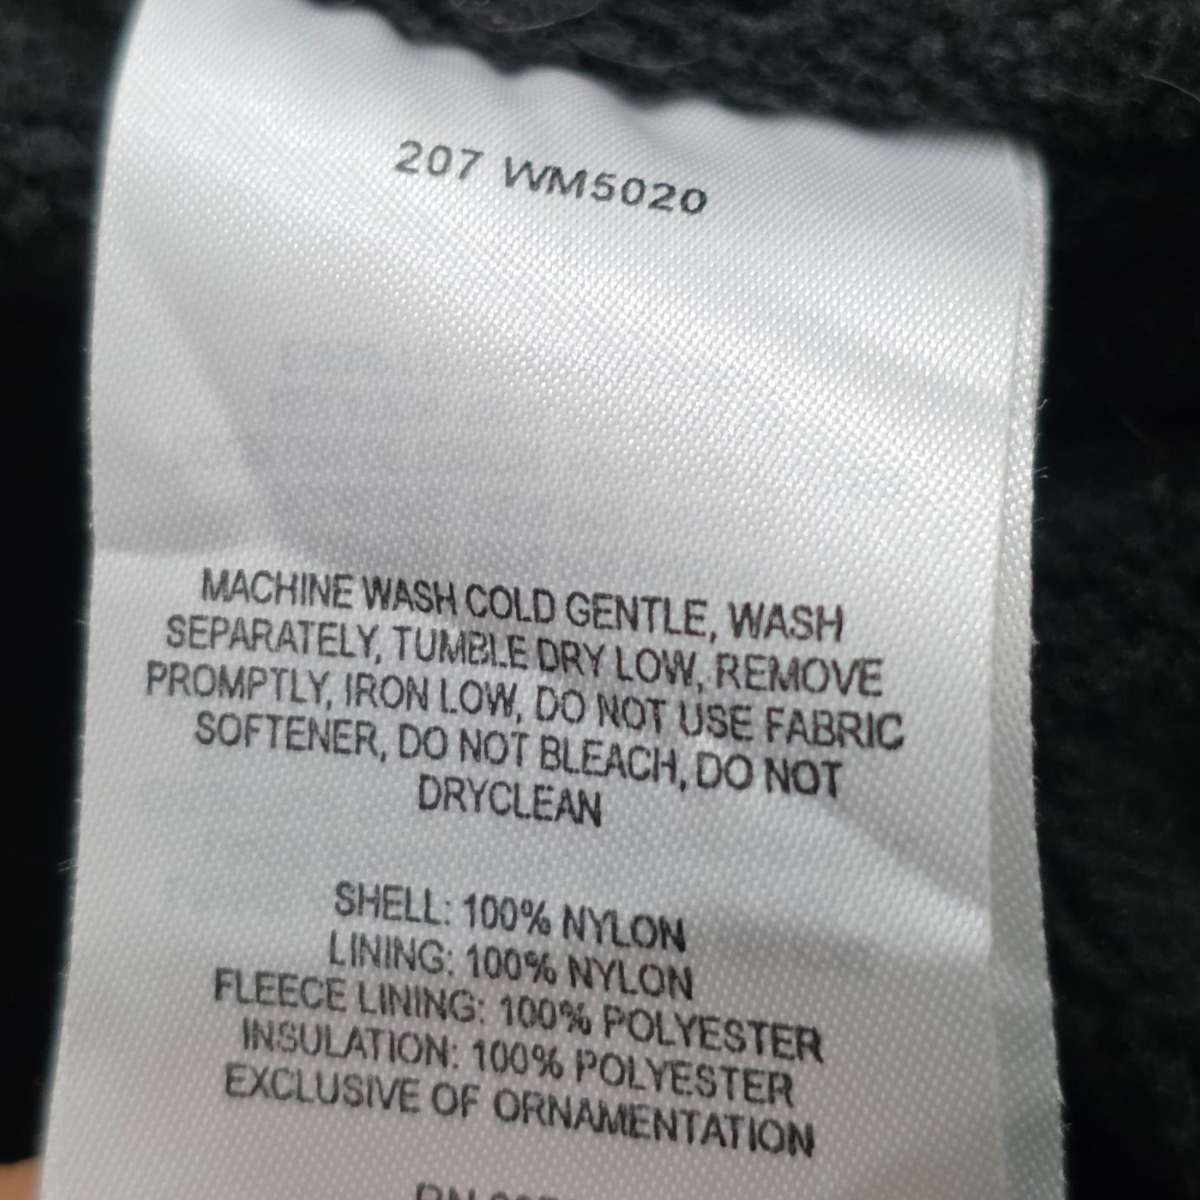 207 WM5020
MACHINE WASH COLD GENTLE, WASH
SEPARATELY, TUMBLE DRY LOW, REMOVE
PROMPTLY, IRON LOW, DO NOT USE FABRIC
SOFTENER, DO NOT BLEACH, DO NOT
DRYCLEAN
SHELL: 100% NYLON
LINING: 100% NYLON
FLEECE LINING: 100% POLYESTER
INSULATION: 100% POLYESTER
EXCLUSIVE OF ORNAMENTATION